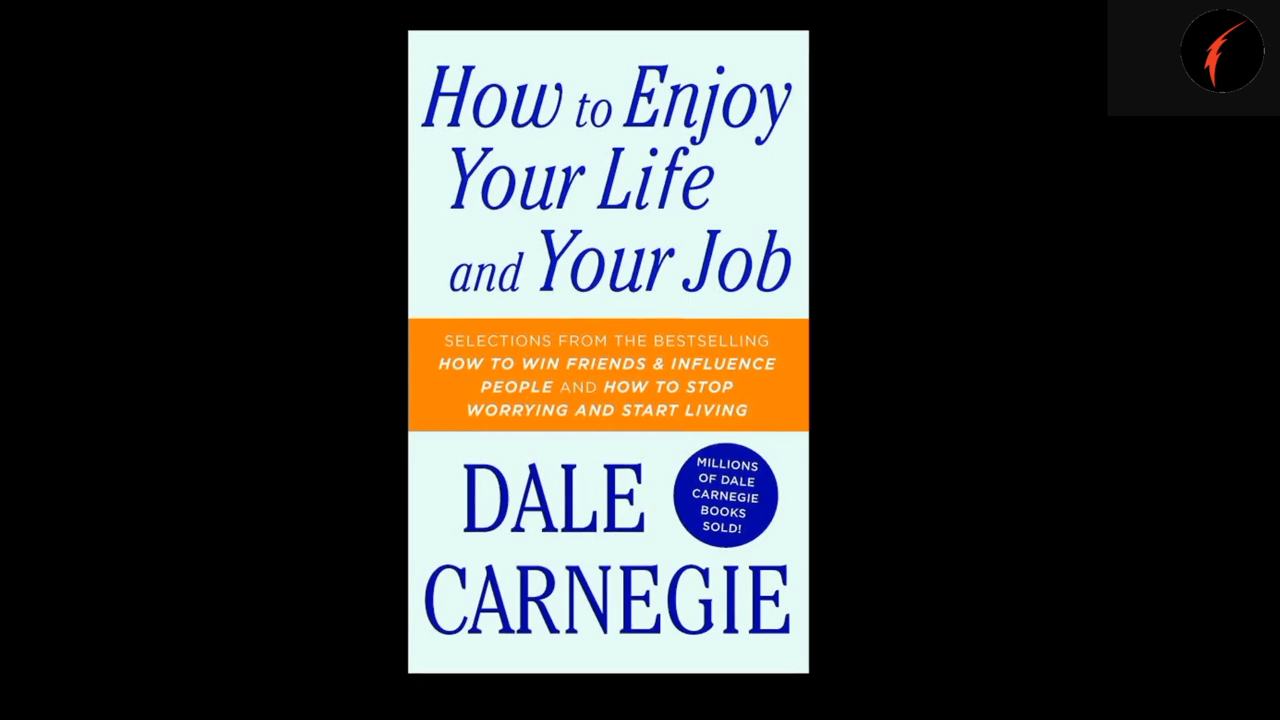 How to Enjoy
Your Life
and Your Job
SELECTIONS FROM THE BESTSELLING
HOW TO WIN FRIENDS & INFLUENCE
PEOPLE AND HOW TO STOP
WORRYING AND START LIVING
DALE
CARNEGIE
MILLIONS
OF DALE
CARNEGIE
BOOKS
SOLD!